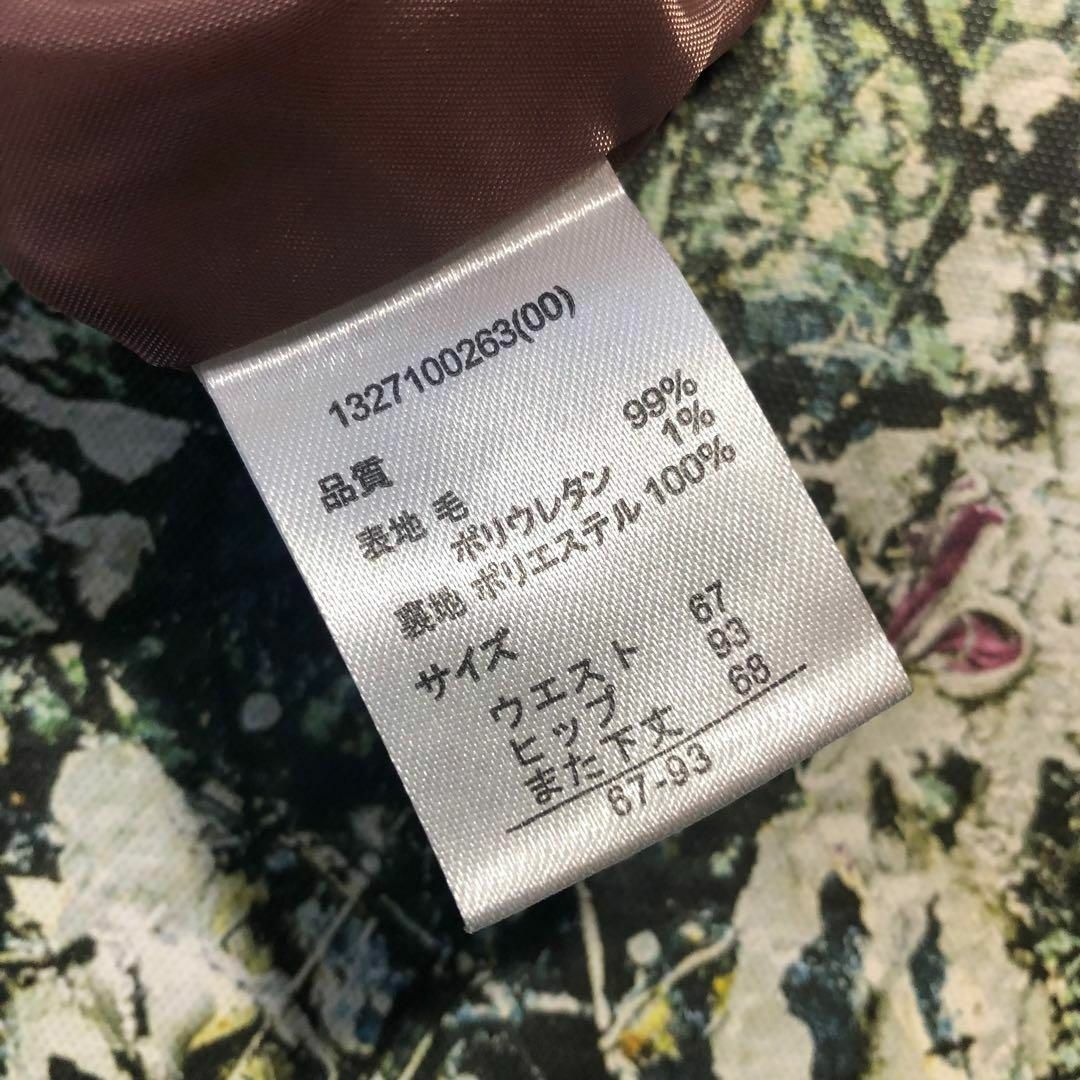 1327100263(00)
品質
表地 毛 99%
ポリウレタン 1%
裏地 ポリエステル 100%
サイズ
ウエスト 67
ヒップ 93
また下丈 68
67-93